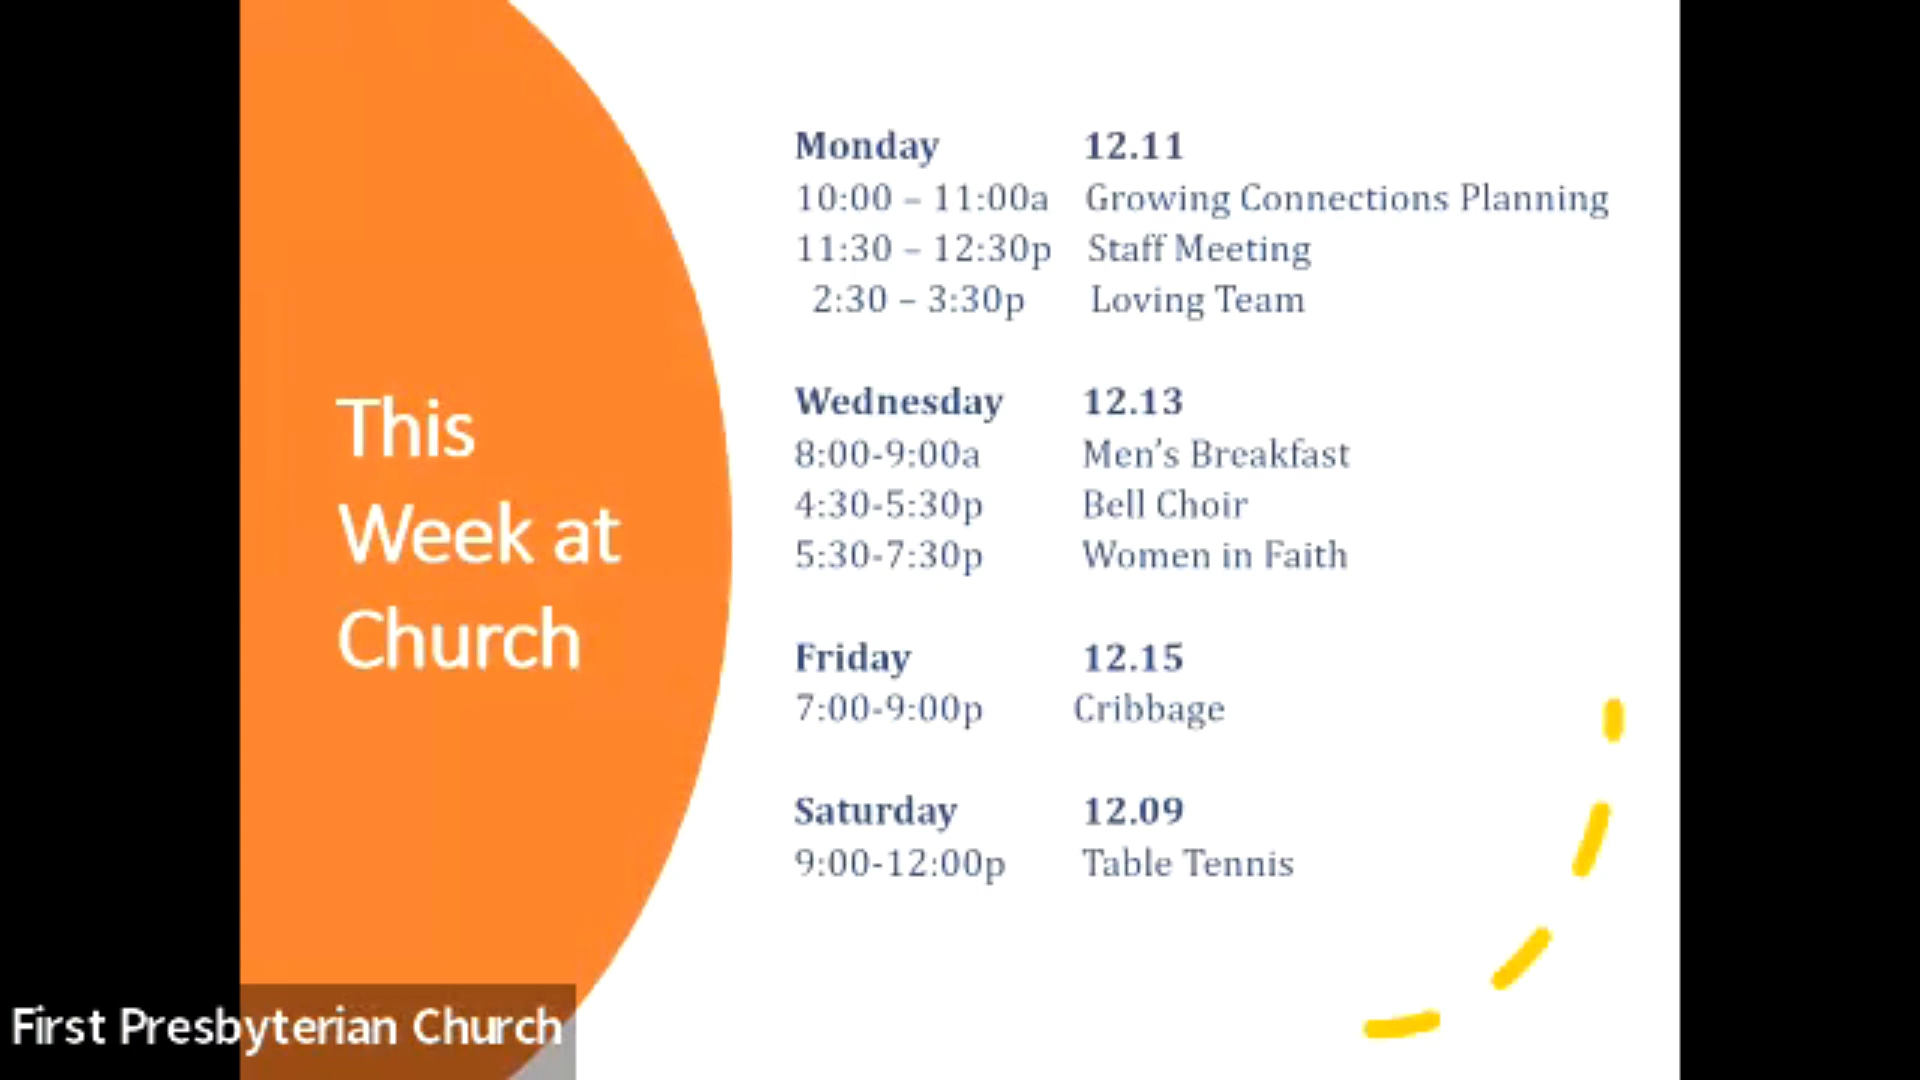 This
Week at
Church
Monday 12.11
10:00 – 11:00a Growing Connections Planning
11:30 – 12:30p Staff Meeting
2:30 – 3:30p Loving Team
Wednesday 12.13
8:00-9:00a Men’s Breakfast
4:30-5:30p Bell Choir
5:30-7:30p Women in Faith
Friday 12.15
7:00-9:00p Cribbage
Saturday 12.09
9:00-12:00p Table Tennis
First Presbyterian Church